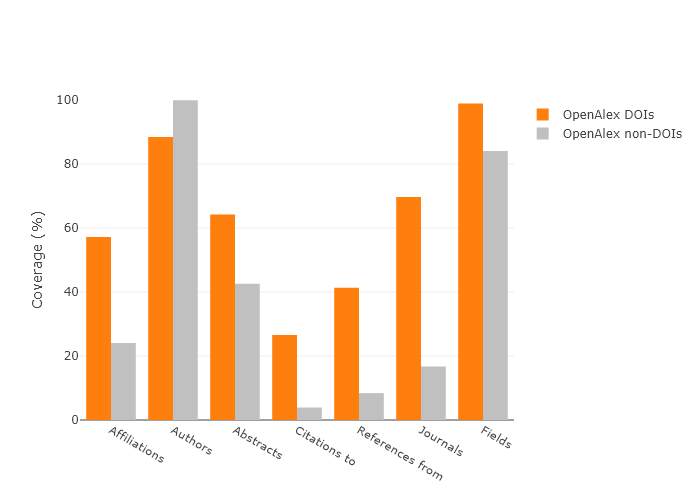 OpenAlex DOIs
OpenAlex non-DOIs
Coverage (%)
100
80
60
40
20
0
Affiliations
Authors
Abstracts
Citations to
References from
Journals
Fields